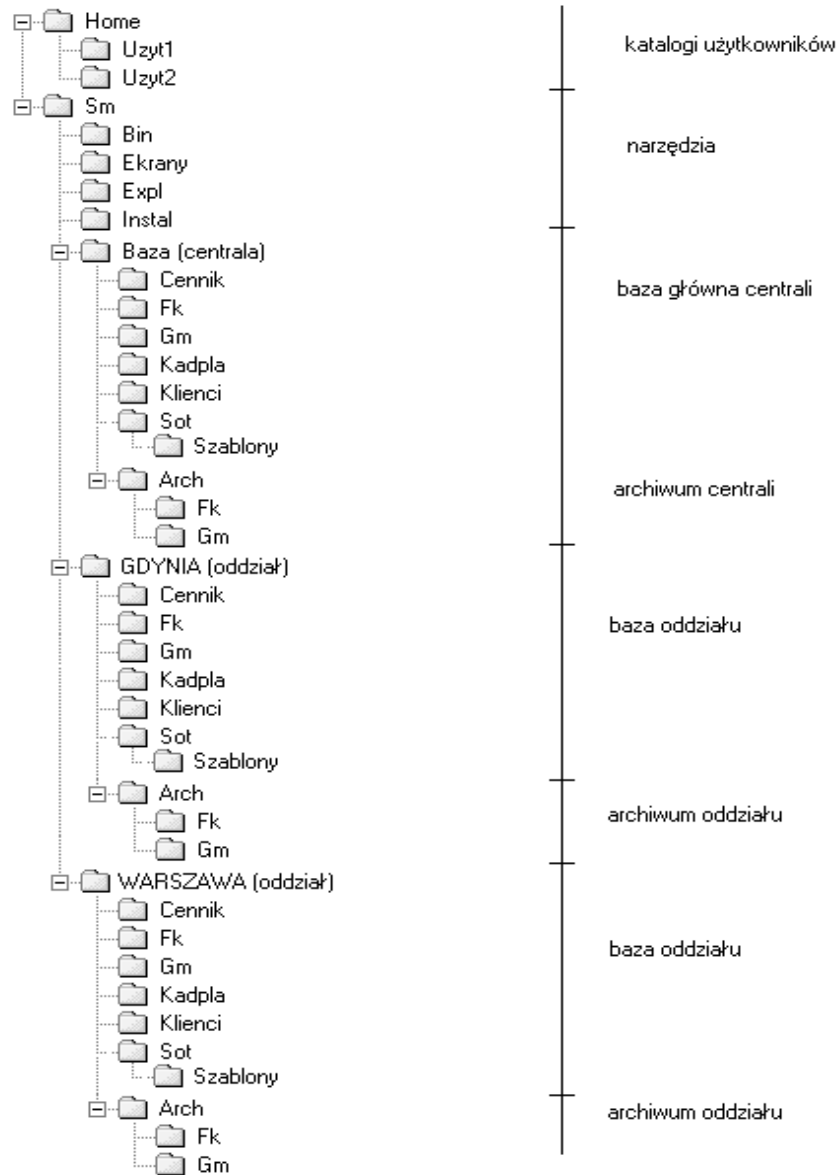 Home
katalogi użytkowników
Uzyt1
Uzyt2
Sm
Bin
narzędzia
Ekrany
Expl
Instal
Baza (centrala)
Cennik
baza główna centrali
Fk
Gm
Kadpla
Klienci
Sot
Szablony
Arch
archiwum centrali
Fk
Gm
GDYNIA (oddział)
Cennik
Fk
baza oddziału
Gm
Kadpla
Klienci
Sot
Szablony
Arch
archiwum oddziału
Fk
Gm
WARSZAWA (oddział)
Cennik
Fk
baza oddziału
Gm
Kadpla
Klienci
Sot
Szablony
Arch
archiwum oddziału
Fk
Gm